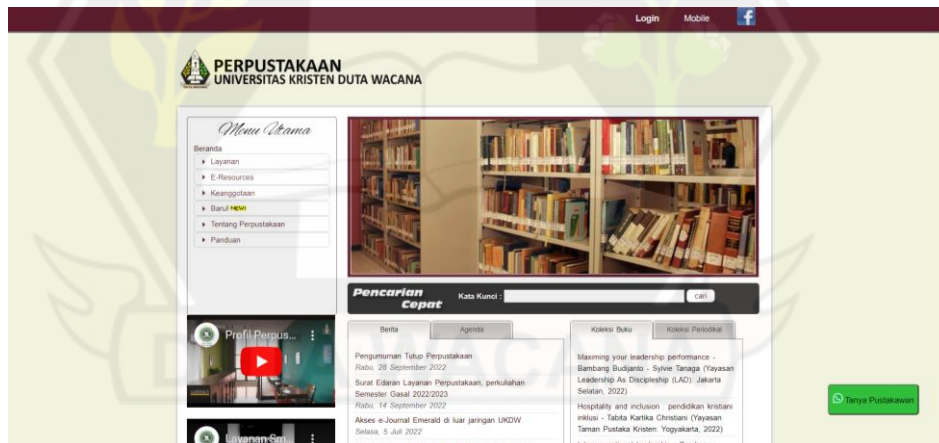 Login Mobile
PERPUSTAKAAN
UNIVERSITAS KRISTEN DUTA WACANA
Menu Utama
Beranda
Layanan
E-Resources
Keanggotaan
Baru! NEW!
Tentang Perpustakaan
Panduan
Pencarian
Cepat
Kata Kunci :
cari
Profil Perpus...
Layanan Sm...
Berita Agenda
Pengumuman Tutup Perpustakaan
Rabu, 28 September 2022
Surat Edaran Layanan Perpustakaan, perkuliahan
Semester Gasal 2022/2023
Rabu, 14 September 2022
Akses e-Journal Emerald di luar jaringan UKDW
Selasa, 5 Juli 2022
Koleksi Buku Koleksi Periodikal
Maximing your leadership performance -
Bambang Budijanto - Sylvie Tanaga (Yayasan
Leadership As Discipleship (LAD): Jakarta
Selatan, 2022)
Hospitality and inclusion : pendidikan kristiani
inklusi - Tabita Kartika Christiani (Yayasan
Taman Pustaka Kristen: Yogyakarta, 2022)
Tanya Pustakawan
DUTA WACANA